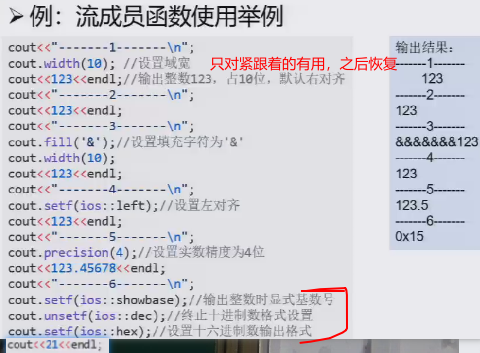 ➢ 例：流成员函数使用举例
cout<<"-------1-------\n";
cout.width(10); //设置域宽
只对紧跟着的有用，之后恢复
cout<<123<<endl;//输出整数123，占10位，默认右对齐
cout<<"-------2-------\n";
cout<<123<<endl;
cout<<"-------3-------\n";
cout.fill('&');//设置填充字符为'&'
cout.width(10);
cout<<123<<endl;
cout<<"-------4-------\n";
cout.setf(ios::left);//设置左对齐
cout<<123<<endl;
cout<<"-------5-------\n";
cout.precision(4);//设置实数精度为4位
cout<<123.45678<<endl;
cout<<"-------6-------\n";
cout.setf(ios::showbase);//输出整数时显式基数号
cout.unsetf(ios::dec);//终止十进制数格式设置
cout.setf(ios::hex);//设置十六进制数输出格式
cout<<21<<endl;
输出结果：
-------1-------
       123
-------2-------
123
-------3-------
&&&&&&&123
-------4-------
123
-------5-------
123.5
-------6-------
0x15